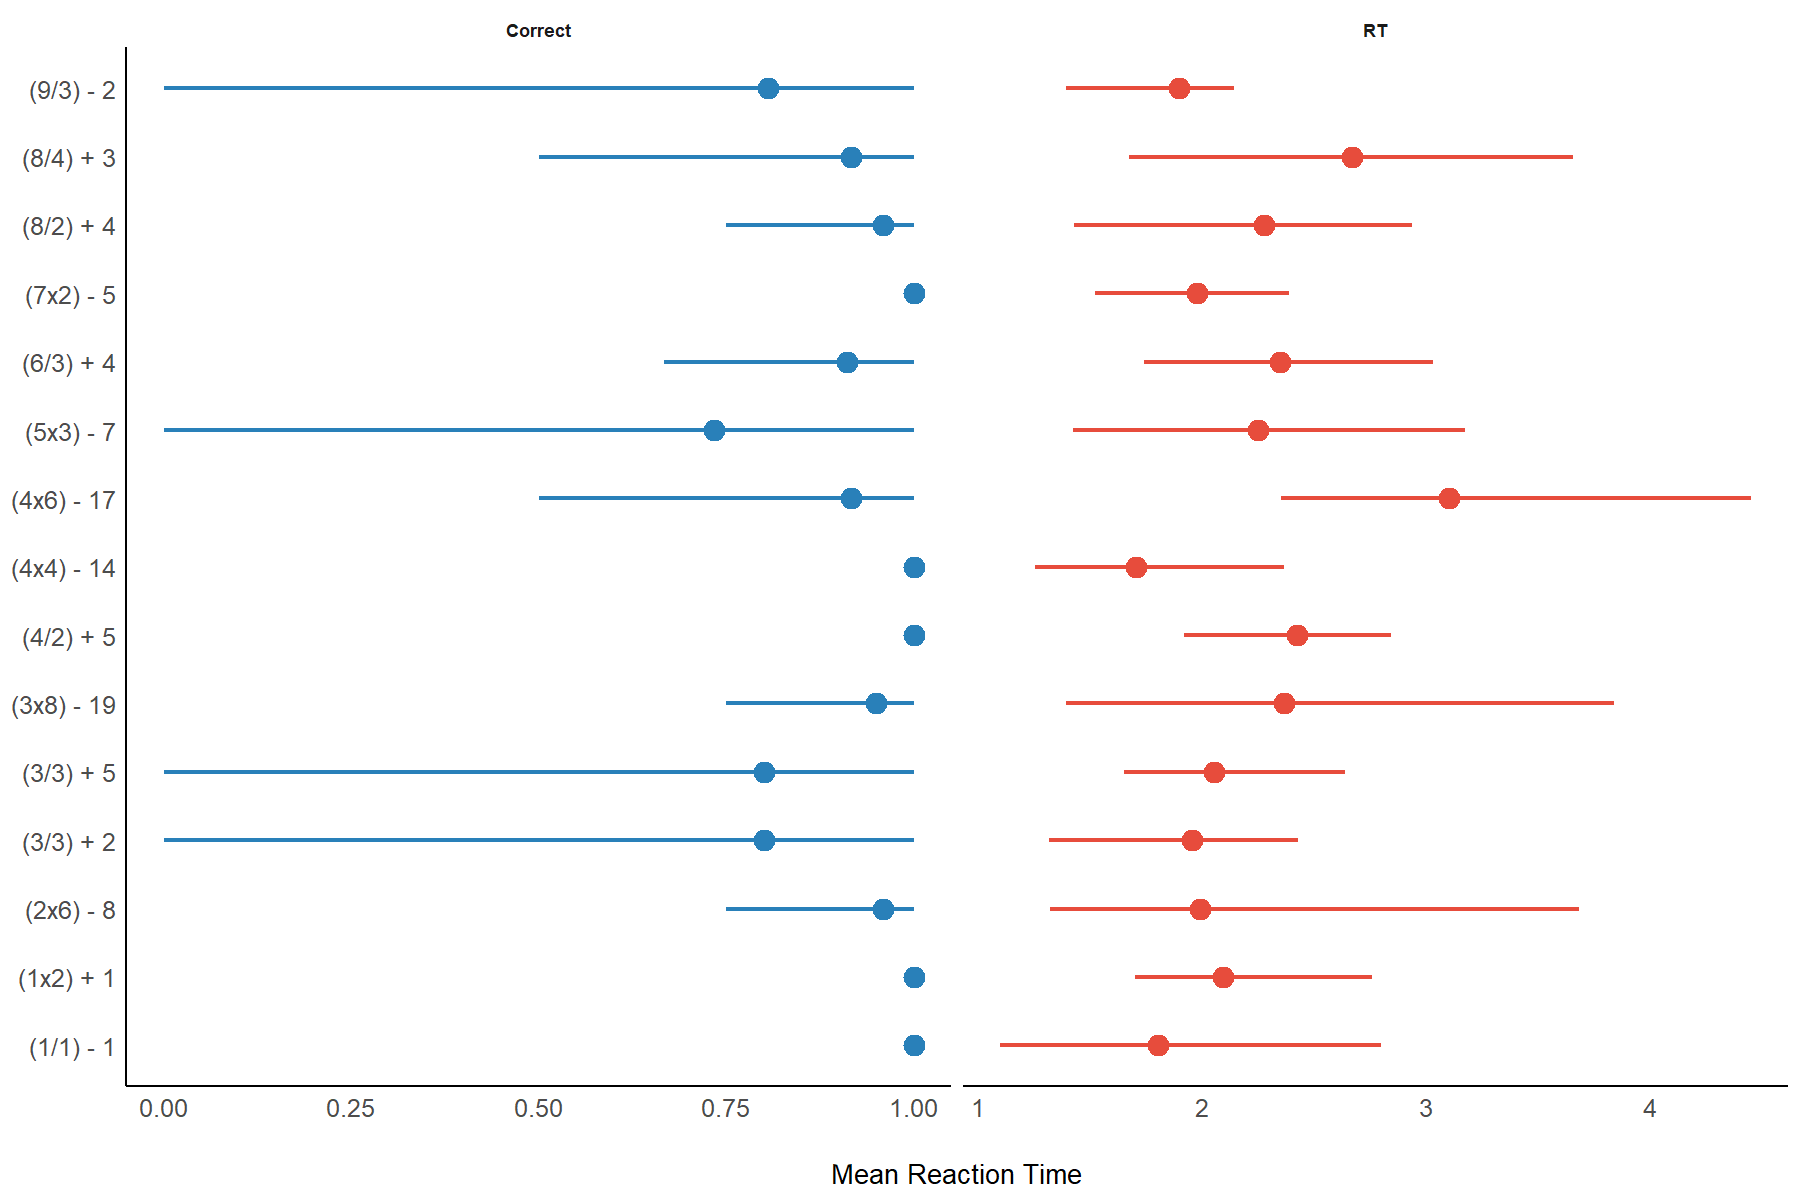 Correct
RT
(9/3) - 2
(8/4) + 3
(8/2) + 4
(7x2) - 5
(6/3) + 4
(5x3) - 7
(4x6) - 17
(4x4) - 14
(4/2) + 5
(3x8) - 19
(3/3) + 5
(3/3) + 2
(2x6) - 8
(1x2) + 1
(1/1) - 1
0.00 0.25 0.50 0.75 1.00 1 2 3 4
Mean Reaction Time